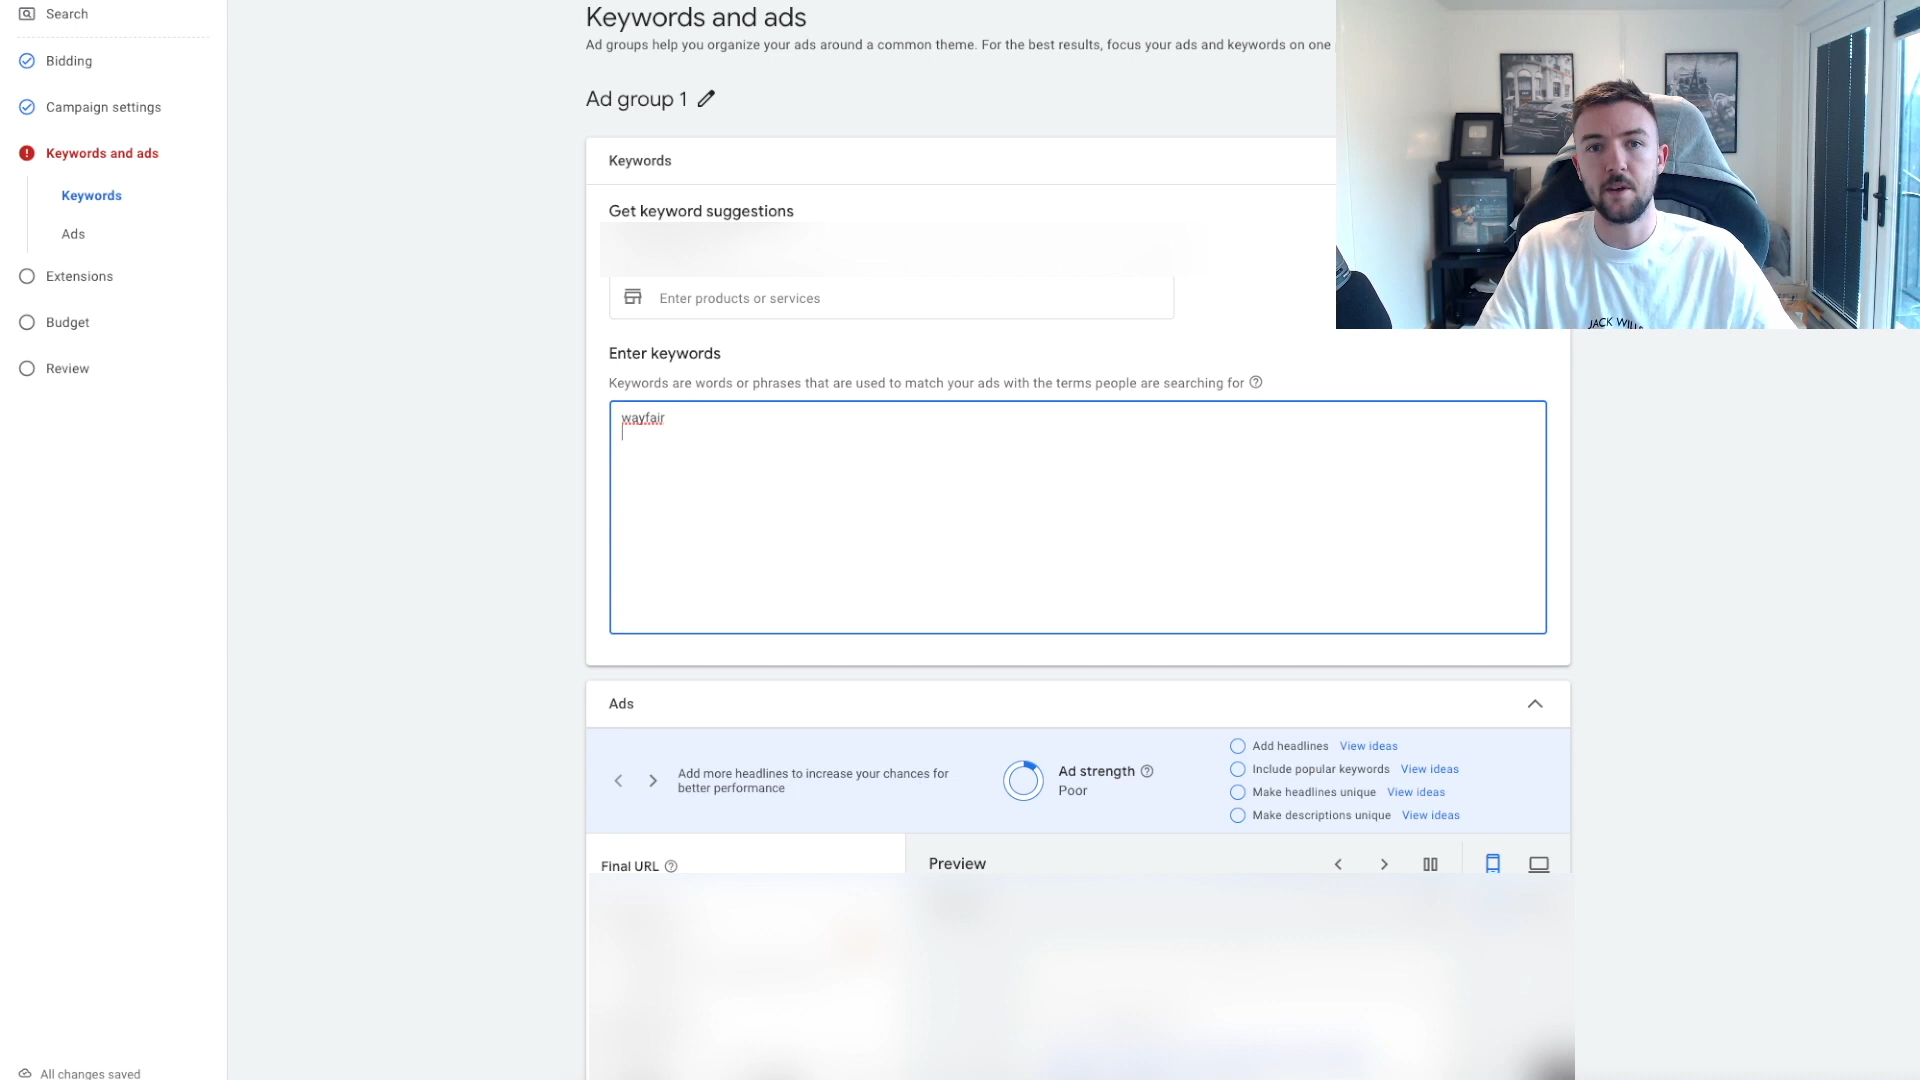 Search
Bidding
Campaign settings
Keywords and ads
Keywords
Ads
Extensions
Budget
Review
All changes saved
Keywords and ads
Ad groups help you organize your ads around a common theme. For the best results, focus your ads and keywords on one
Ad group 1
Keywords
Get keyword suggestions
Enter products or services
Enter keywords
Keywords are words or phrases that are used to match your ads with the terms people are searching for
wayfair
Ads
Add more headlines to increase your chances for
better performance
Ad strength
Poor
Add headlines View ideas
Include popular keywords View ideas
Make headlines unique View ideas
Make descriptions unique View ideas
Final URL
Preview
JACK WILLS